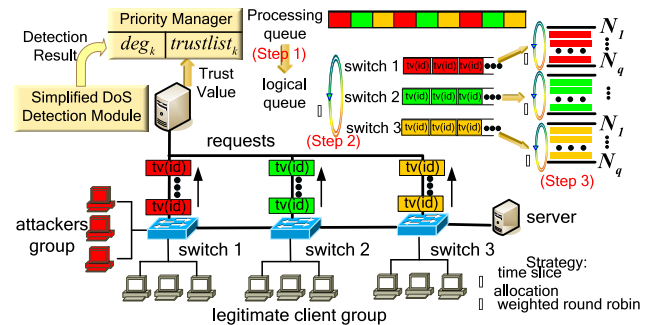 Detection
Result
Priority Manager
deg_k trustlist_k
Trust
Value
Simplified DoS
Detection Module
Processing
queue
(Step 1)
logical
queue
(Step 2)
switch 1
tv(id) tv(id) tv(id)
switch 2
tv(id) tv(id) tv(id)
switch 3
tv(id) tv(id) tv(id)
N_1
N_q
N_1
N_q
(Step 3)
requests
tv(id) tv(id) tv(id)
tv(id) tv(id) tv(id)
attackers
group
switch 1
switch 2
switch 3
server
legitimate client group
Strategy:
time slice
allocation
weighted round robin